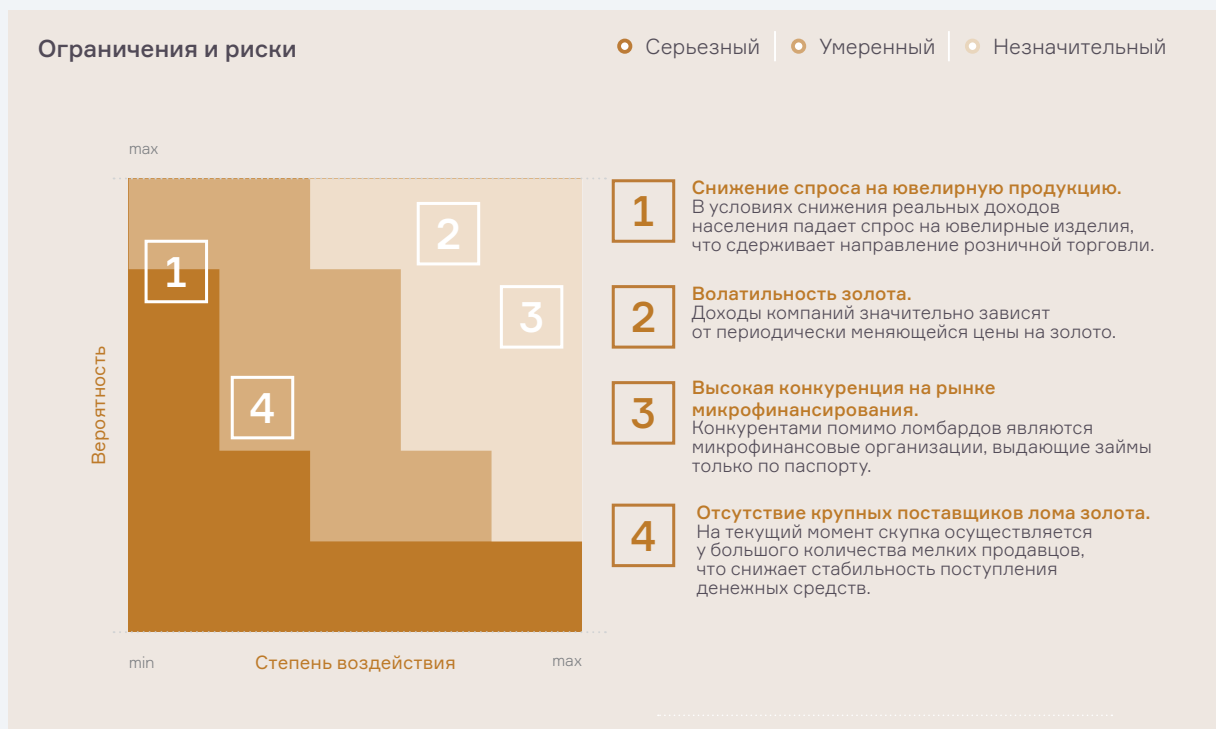 Ограничения и риски
Серьезный
Умеренный
Незначительный
max
1
2
3
4
Вероятность
min
Степень воздействия
max
1
Снижение спроса на ювелирную продукцию.
В условиях снижения реальных доходов
населения падает спрос на ювелирные изделия,
что сдерживает направление розничной торговли.
2
Волатильность золота.
Доходы компаний значительно зависят
от периодически меняющейся цены на золото.
3
Высокая конкуренция на рынке
микрофинансирования.
Конкурентами помимо ломбардов являются
микрофинансовые организации, выдающие займы
только по паспорту.
4
Отсутствие крупных поставщиков лома золота.
На текущий момент скупка осуществляется
у большого количества мелких продавцов,
что снижает стабильность поступления
денежных средств.